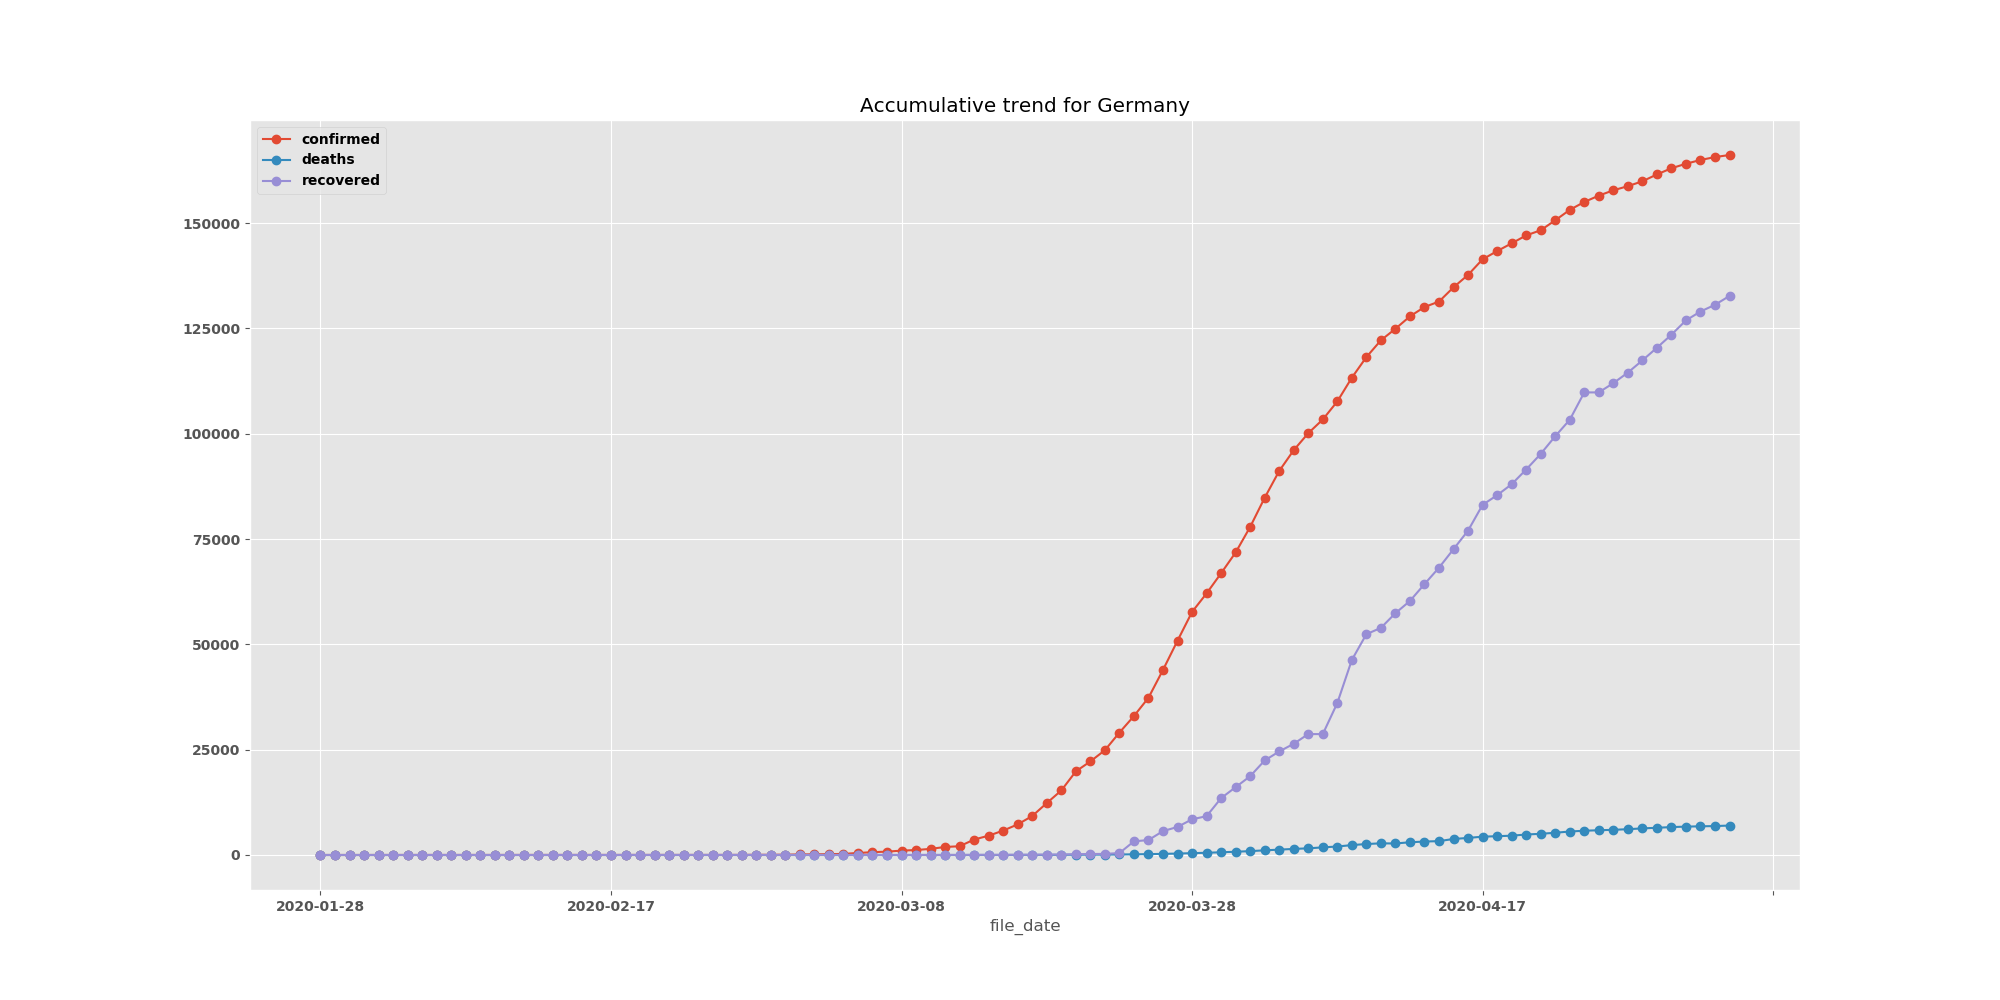 Accumulative trend for Germany
confirmed
deaths
recovered
150000
125000
100000
75000
50000
25000
0
2020-01-28 2020-02-17 2020-03-08 2020-03-28 2020-04-17
file_date